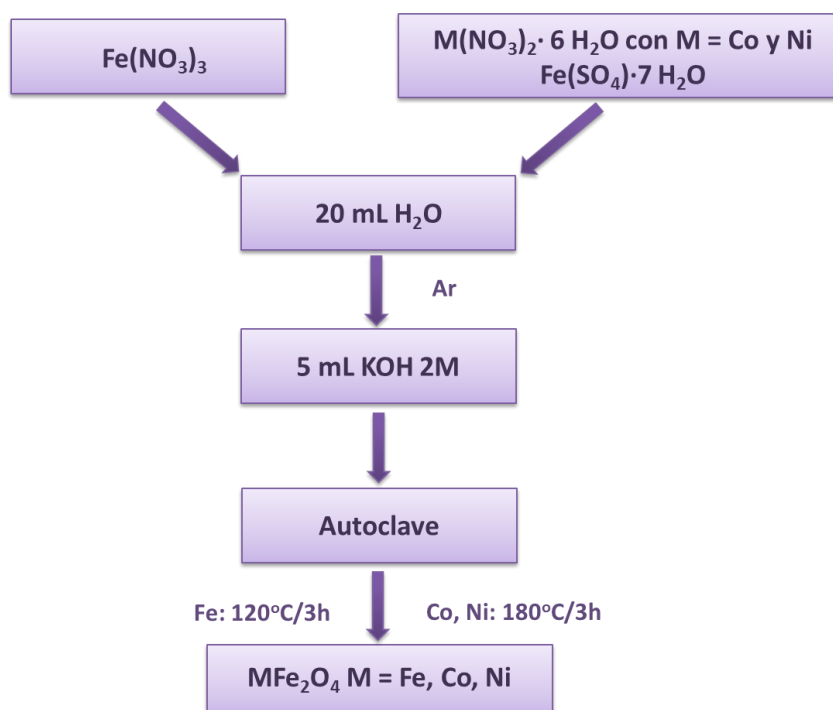 Fe(NO₃)₃
M(NO₃)₂· 6 H₂O con M = Co y Ni
Fe(SO₄)·7 H₂O
20 mL H₂O
Ar
5 mL KOH 2M
Autoclave
Fe: 120ºC/3h
Co, Ni: 180ºC/3h
MFe₂O₄ M = Fe, Co, Ni